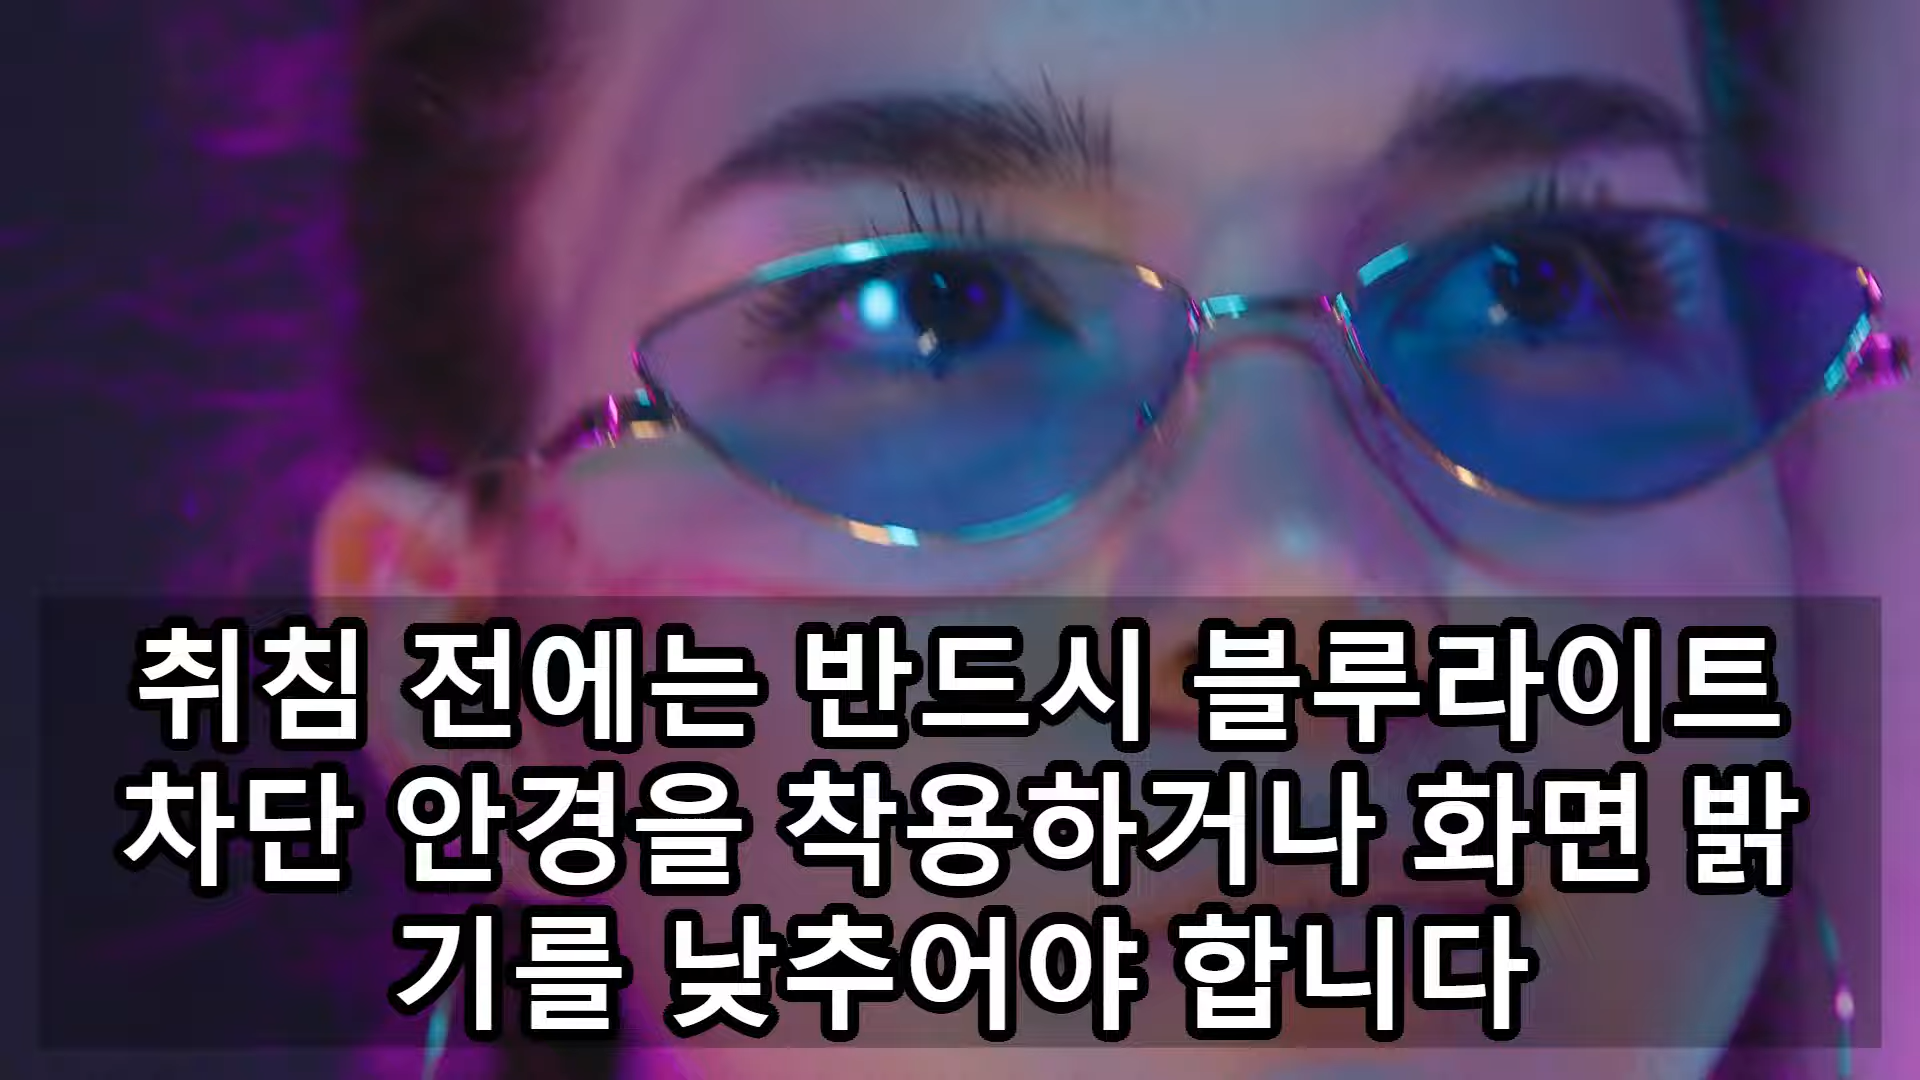 취침 전에는 반드시 블루라이트
차단 안경을 착용하거나 화면 밝
기를 낮추어야 합니다